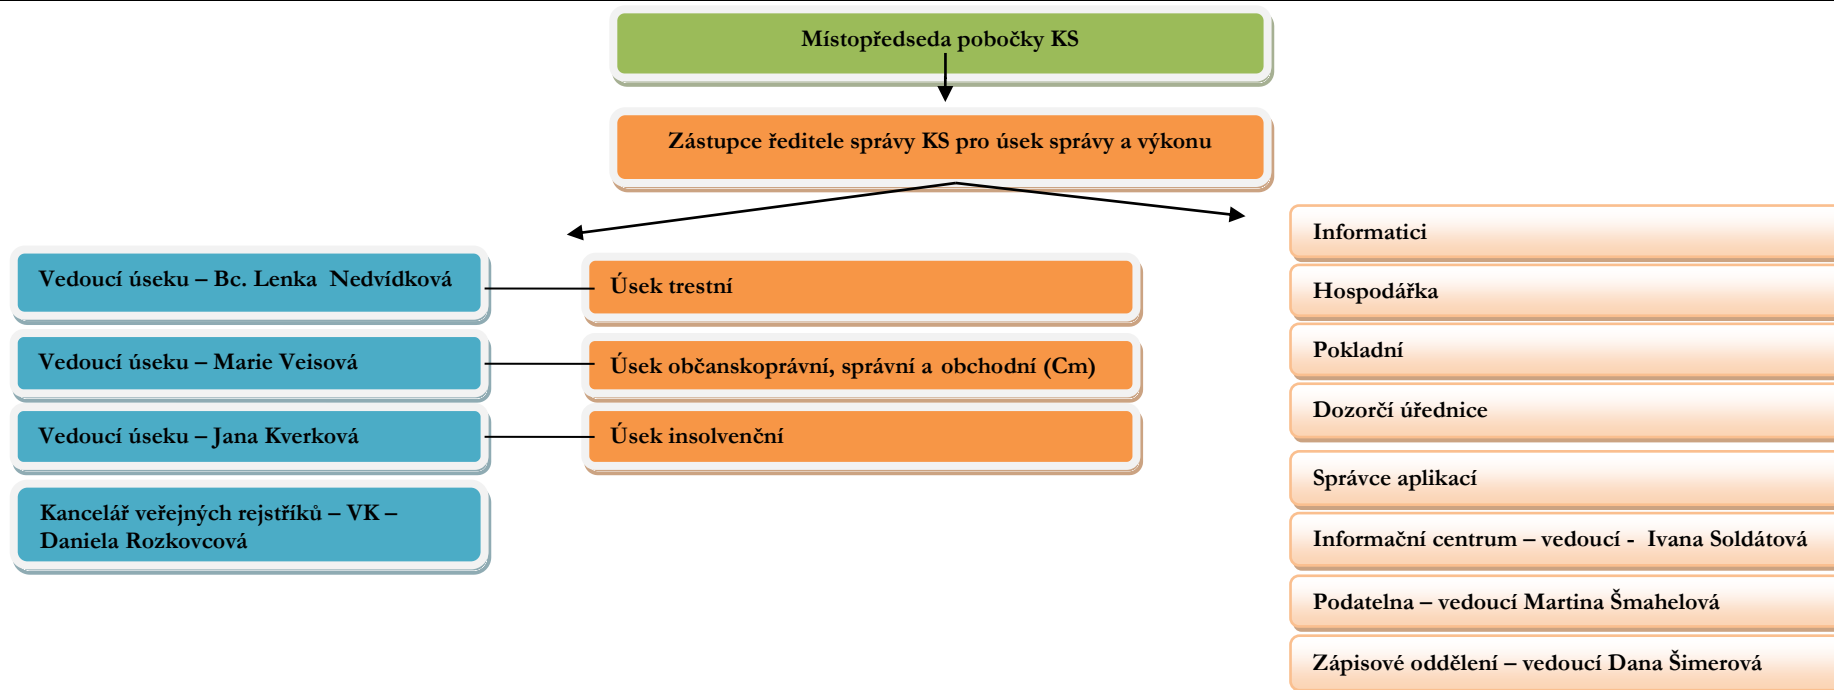 Místopředseda pobočky KS
Zástupce ředitele správy KS pro úsek správy a výkonu
Vedoucí úseku – Bc. Lenka  Nedvídková
Úsek trestní
Vedoucí úseku – Marie Veisová
Úsek občanskoprávní, správní a obchodní (Cm)
Vedoucí úseku – Jana Kverková
Úsek insolvenční
Kancelář veřejných rejstříků – VK –
Daniela Rozkovcová
Informatici
Hospodářka
Pokladní
Dozorčí úřednice
Správce aplikací
Informační centrum – vedoucí -  Ivana Soldátová
Podatelna – vedoucí Martina Šmahelová
Zápisové oddělení – vedoucí Dana Šimerová